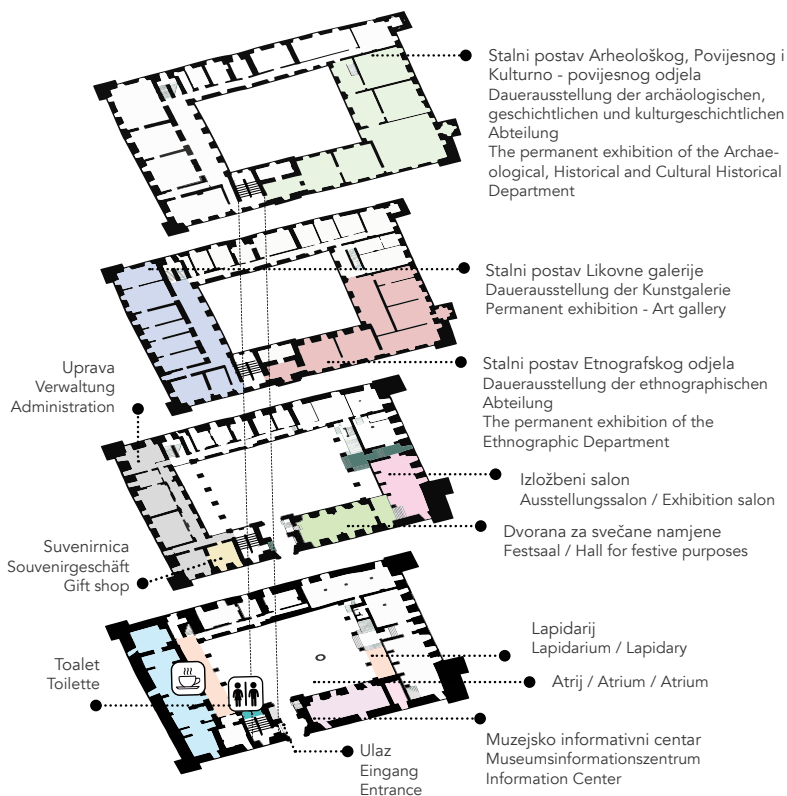 Stalni postav Arheološkog, Povijesnog i
Kulturno - povijesnog odjela
Dauerausstellung der archäologischen,
geschichtlichen und kulturgeschichtlichen
Abteilung
The permanent exhibition of the Archae-
ological, Historical and Cultural Historical
Department
Stalni postav Likovne galerije
Dauerausstellung der Kunstgalerie
Permanent exhibition - Art gallery
Uprava
Verwaltung
Administration
Stalni postav Etnografskog odjela
Dauerausstellung der ethnographischen
Abteilung
The permanent exhibition of the
Ethnographic Department
Izložbeni salon
Ausstellungssalon / Exhibition salon
Dvorana za svečane namjene
Festsaal / Hall for festive purposes
Suvenirnica
Souvenirgeschäft
Gift shop
Lapidarij
Lapidarium / Lapidary
Toalet
Toilette
Atrij / Atrium / Atrium
Muzejsko informativni centar
Museumsinformationszentrum
Information Center
Ulaz
Eingang
Entrance